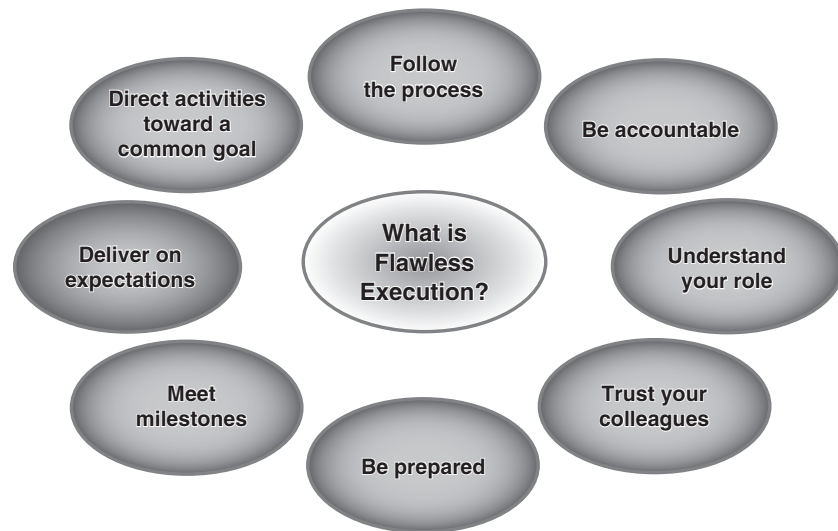 Follow
the process
Direct activities
toward a
common goal
Be accountable
What is
Flawless
Execution?
Deliver on
expectations
Understand
your role
Meet
milestones
Trust your
colleagues
Be prepared